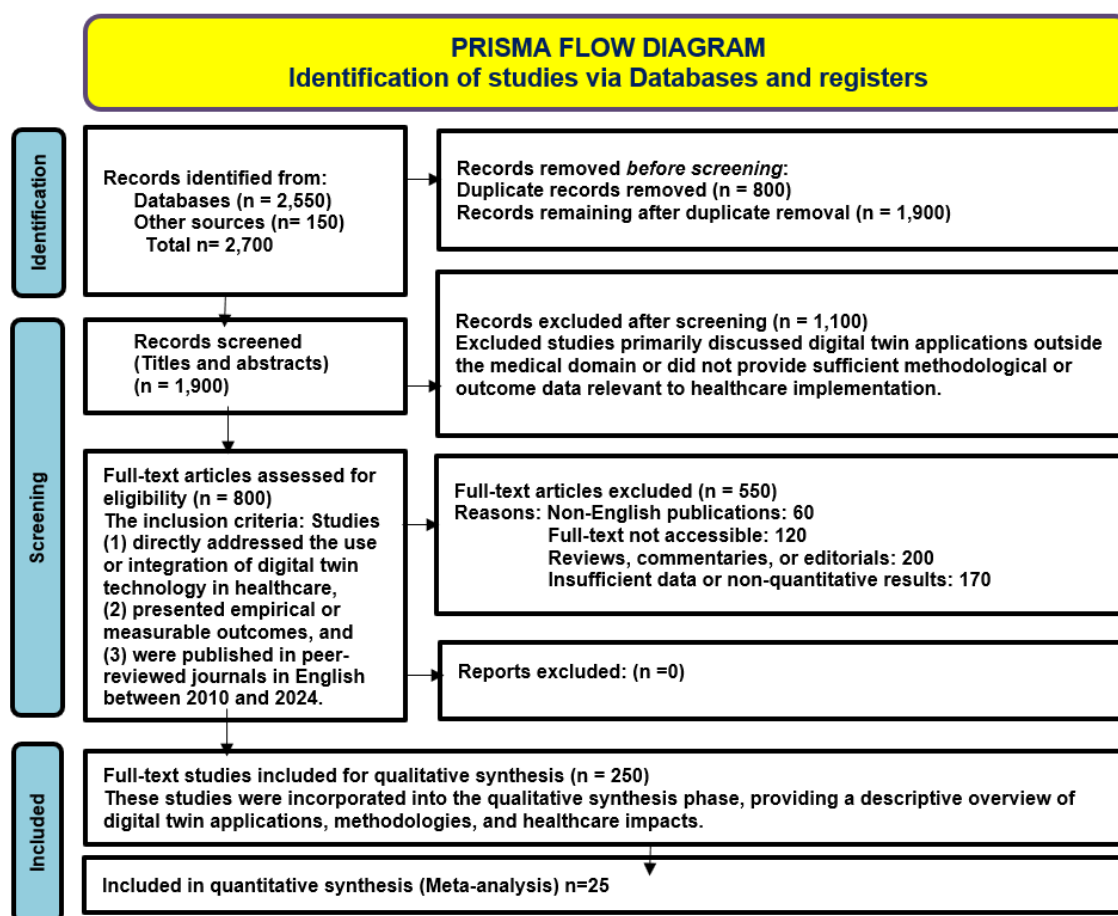 PRISMA FLOW DIAGRAM
Identification of studies via Databases and registers
Identification
Records identified from:
Databases (n = 2,550)
Other sources (n= 150)
Total n= 2,700
Records removed before screening:
Duplicate records removed (n = 800)
Records remaining after duplicate removal (n = 1,900)
Screening
Records screened
(Titles and abstracts)
(n = 1,900)
Records excluded after screening (n = 1,100)
Excluded studies primarily discussed digital twin applications outside
the medical domain or did not provide sufficient methodological or
outcome data relevant to healthcare implementation.
Full-text articles assessed for
eligibility (n = 800)
The inclusion criteria: Studies
(1) directly addressed the use
or integration of digital twin
technology in healthcare,
(2) presented empirical or
measurable outcomes, and
(3) were published in peer-
reviewed journals in English
between 2010 and 2024.
Full-text articles excluded (n = 550)
Reasons: Non-English publications: 60
Full-text not accessible: 120
Reviews, commentaries, or editorials: 200
Insufficient data or non-quantitative results: 170
Reports excluded: (n =0)
Included
Full-text studies included for qualitative synthesis (n = 250)
These studies were incorporated into the qualitative synthesis phase, providing a descriptive overview of
digital twin applications, methodologies, and healthcare impacts.
Included in quantitative synthesis (Meta-analysis) n=25